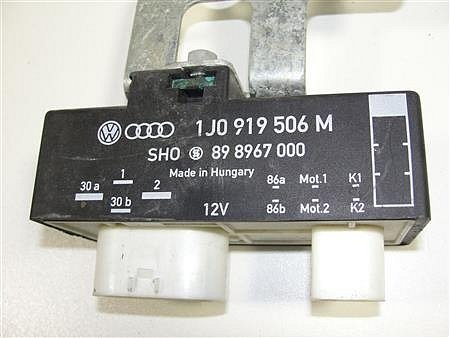 1J0 919 506 M
SHO 89 8967 000
Made in Hungary
30 a 1 2 86a Mot.1 K1
30 b 12V 86b Mot.2 K2